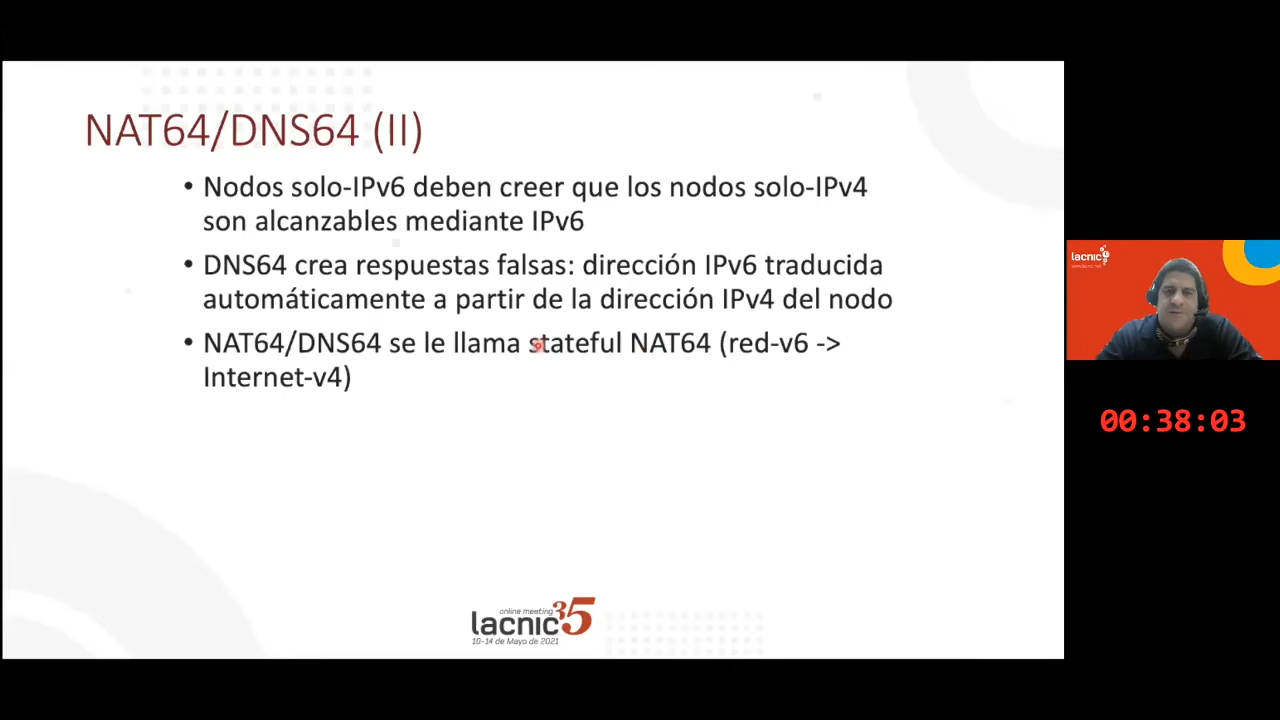 NAT64/DNS64 (II)
• Nodos solo-IPv6 deben creer que los nodos solo-IPv4
son alcanzables mediante IPv6
• DNS64 crea respuestas falsas: dirección IPv6 traducida
automáticamente a partir de la dirección IPv4 del nodo
• NAT64/DNS64 se le llama stateful NAT64 (red-v6 ->
Internet-v4)
lacnic
00:38:03
online meeting
lacnic35
10-14 de Mayo de 2021